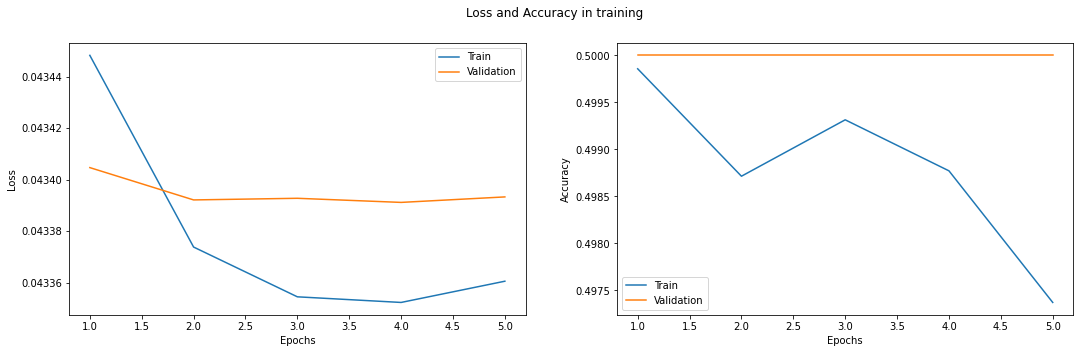 Loss and Accuracy in training
Loss
0.04344
0.04342
0.04340
0.04338
0.04336
Train
Validation
1.0 1.5 2.0 2.5 3.0 3.5 4.0 4.5 5.0
Epochs
Accuracy
0.5000
0.4995
0.4990
0.4985
0.4980
0.4975
Train
Validation
1.0 1.5 2.0 2.5 3.0 3.5 4.0 4.5 5.0
Epochs